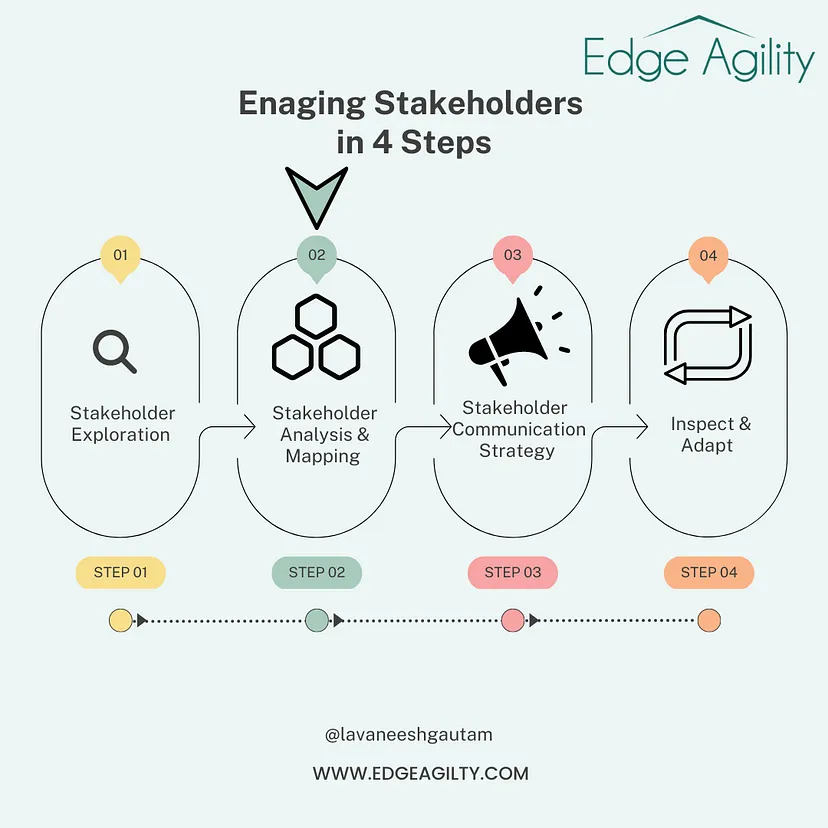 Edge Agility
Enaging Stakeholders
in 4 Steps
01
02
03
04
Stakeholder
Exploration
Stakeholder
Analysis &
Mapping
Stakeholder
Communication
Strategy
Inspect &
Adapt
STEP 01
STEP 02
STEP 03
STEP 04
@lavaneeshgautam
WWW.EDGEAGILTY.COM